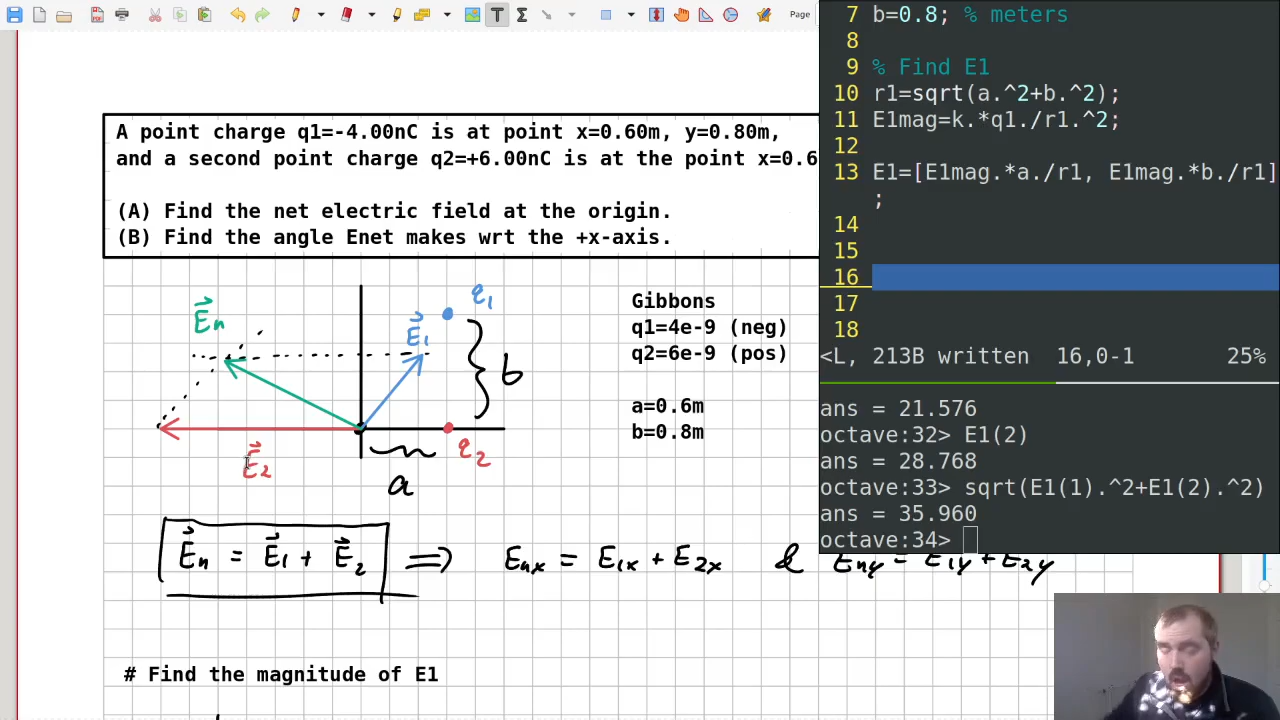 Page
A point charge q1=-4.00nC is at point x=0.60m, y=0.80m,
and a second point charge q2=+6.00nC is at the point x=0.6
(A) Find the net electric field at the origin.
(B) Find the angle Enet makes wrt the +x-axis.
En
E1
q1
b
E2
q2
a
Gibbons
q1=4e-9 (neg)
q2=6e-9 (pos)
a=0.6m
b=0.8m
En = E1 + E2 ⟹ Enx = E1x + E2x & Eny = E1y + E2y
# Find the magnitude of E1
7 b=0.8; % meters
8
9 % Find E1
10 r1=sqrt(a.^2+b.^2);
11 E1mag=k.*q1./r1.^2;
12
13 E1=[E1mag.*a./r1, E1mag.*b./r1]
;
14
15
16
17
18
<L, 213B written 16,0-1 25%
ans = 21.576
octave:32> E1(2)
ans = 28.768
octave:33> sqrt(E1(1).^2+E1(2).^2)
ans = 35.960
octave:34>